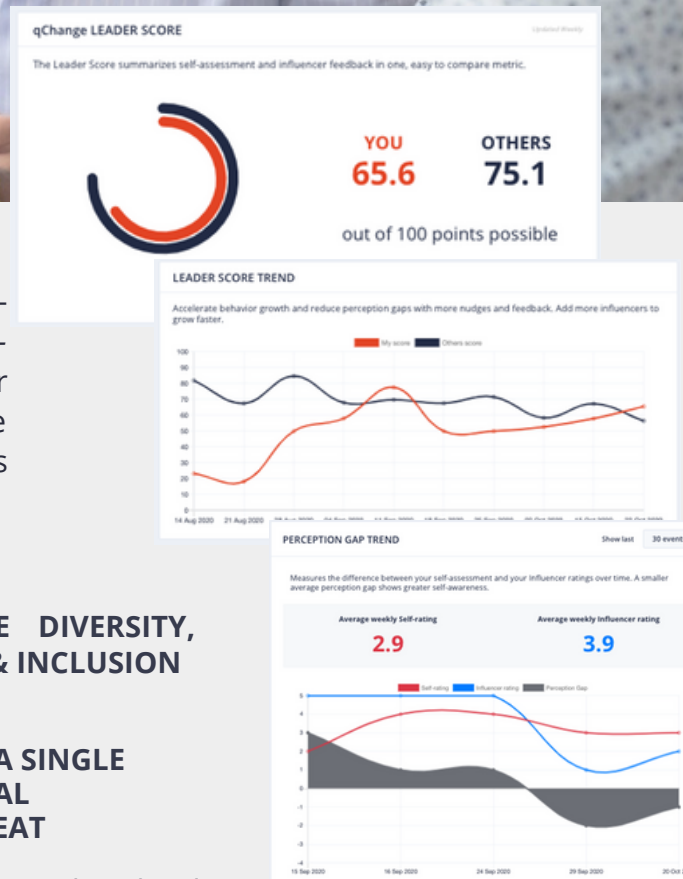 qChange LEADER SCORE
Updated Weekly
The Leader Score summarizes self-assessment and influencer feedback in one, easy to compare metric.
YOU
OTHERS
65.6
75.1
out of 100 points possible
LEADER SCORE TREND
Accelerate behavior growth and reduce perception gaps with more nudges and feedback. Add more influencers to
grow faster.
My score
Others score
100
90
80
70
60
50
40
30
20
10
0
14 Aug 2020 21 Aug 2020
PERCEPTION GAP TREND
Show last
30 event
Measures the difference between your self-assessment and your Influencer ratings over time. A smaller
average perception gap shows greater self-awareness.
Average weekly Self-rating
Average weekly Influencer rating
2.9
3.9
Self-rating
Influencer rating
Perception Gap
5
4
3
2
1
0
-1
-2
-3
-4
15 Sep 2020 16 Sep 2020 24 Sep 2020 29 Sep 2020 20 Oct
DIVERSITY,
& INCLUSION
A SINGLE
AL
EAT